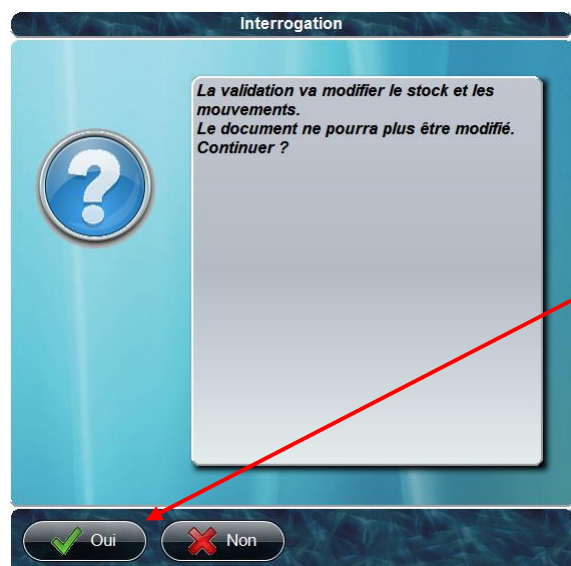 Interrogation
La validation va modifier le stock et les
mouvements.
Le document ne pourra plus être modifié.
Continuer ?
Oui
Non